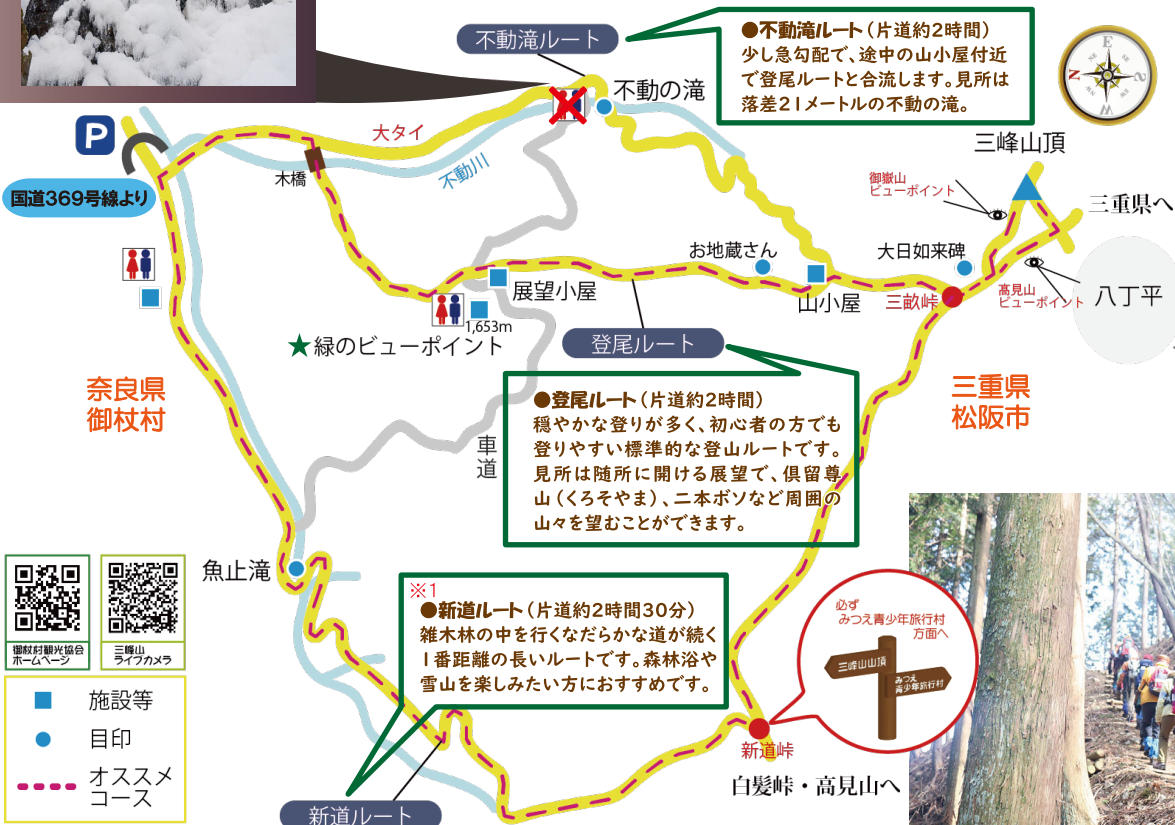 不動滝ルート
●不動滝ルート（片道約2時間）
少し急勾配で、途中の山小屋付近
で登尾ルートと合流します。見所は
落差21メートルの不動の滝。
N
E
S
W
不動の滝
P
大タイ
木橋
不動川
国道369号線より
三峰山頂
御嶽山
ビューポイント
三重県へ
お地蔵さん
大日如来碑
展望小屋
山小屋
三畝峠
髙見山
ビューポイント
八丁平
1,653m
★緑のビューポイント
登尾ルート
奈良県
御杖村
三重県
松阪市
●登尾ルート（片道約2時間）
穏やかな登りが多く、初心者の方でも
登りやすい標準的な登山ルートです。
見所は随所に開ける展望で、倶留尊
山（くろそやま）、二本ボソなど周囲の
山々を望むことができます。
車道
魚止滝
※1
●新道ルート（片道約2時間30分）
雑木林の中を行くなだらかな道が続く
1番距離の長いルートです。森林浴や
雪山を楽しみたい方におすすめです。
必ず
みつえ青少年旅行村
方面へ
三峰山山頂
みつえ
青少年旅行村
御杖村観光協会
ホームページ
三峰山
ライブカメラ
施設等
目印
オススメ
コース
新道峠
白髪峠・高見山へ
新道ルート